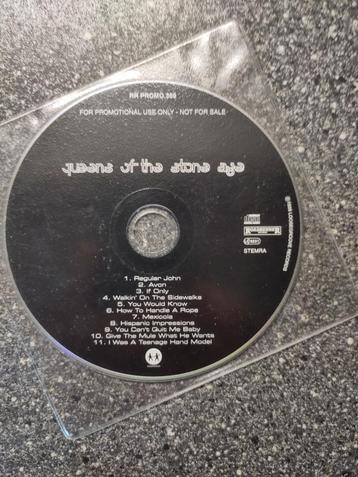 RR PROMO.399
FOR PROMOTIONAL USE ONLY - NOT FOR SALE
queens of the stone age
COMPACT
disc
ROADRUNNER
STEMRA
1. Regular John
2. Avon
3. If Only
4. Walkin' On The Sidewalks
5. You Would Know
6. How To Handle A Rope
7. Mexicola
8. Hispanic Impressions
9. You Can't Quit Me Baby
10. Give The Mule What He Wants
11. I Was A Teenage Hand Model